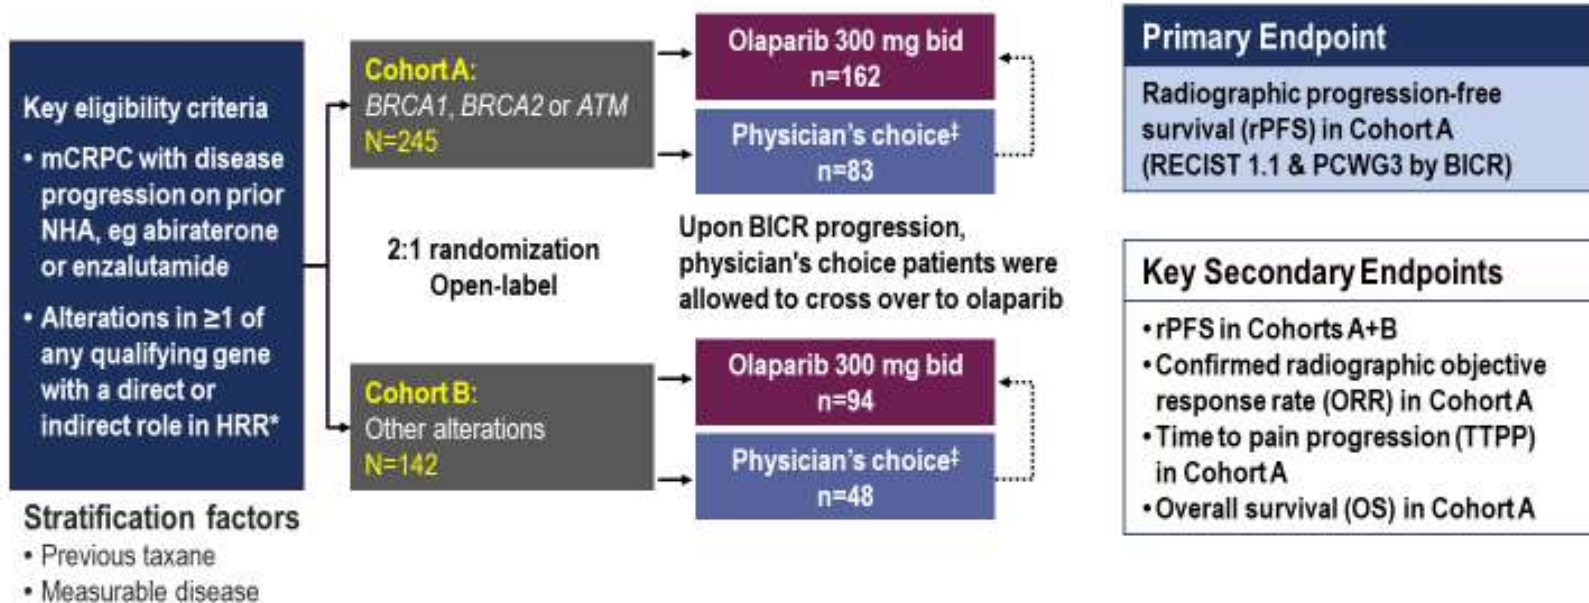 Key eligibility criteria
• mCRPC with disease
progression on prior
NHA, eg abiraterone
or enzalutamide
• Alterations in ≥1 of
any qualifying gene
with a direct or
indirect role in HRR*
Stratification factors
• Previous taxane
• Measurable disease
Cohort A:
BRCA1, BRCA2 or ATM
N=245
2:1 randomization
Open-label
Cohort B:
Other alterations
N=142
Olaparib 300 mg bid
n=162
Physician's choice‡
n=83
Upon BICR progression,
physician's choice patients were
allowed to cross over to olaparib
Olaparib 300 mg bid
n=94
Physician's choice‡
n=48
Primary Endpoint
Radiographic progression-free
survival (rPFS) in Cohort A
(RECIST 1.1 & PCWG3 by BICR)
Key Secondary Endpoints
• rPFS in Cohorts A+B
• Confirmed radiographic objective
response rate (ORR) in Cohort A
• Time to pain progression (TTPP)
in Cohort A
• Overall survival (OS) in Cohort A